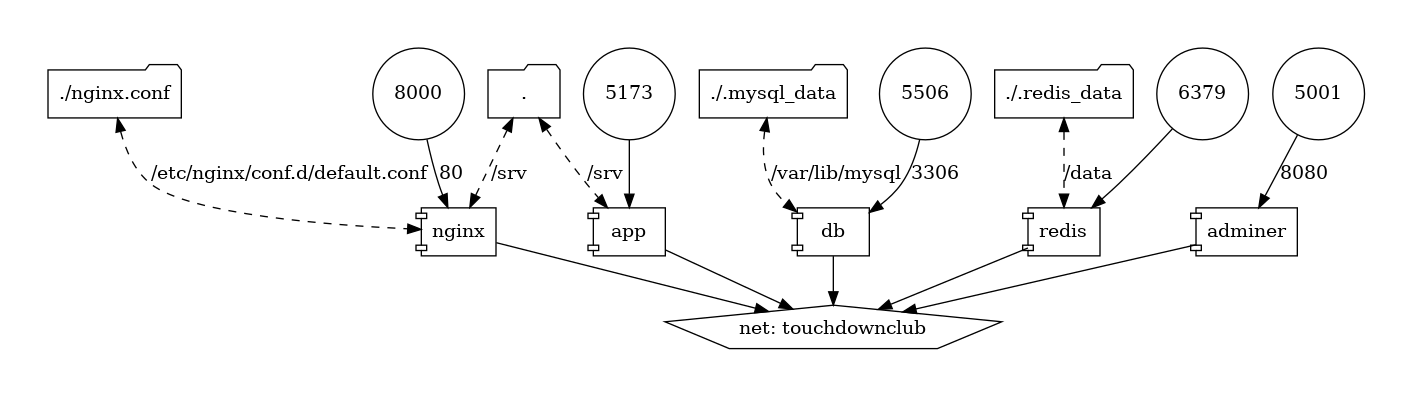 ./nginx.conf
8000
.
5173
./.mysql_data
5506
./.redis_data
6379
5001
/etc/nginx/conf.d/default.conf
80
/srv
/srv
/var/lib/mysql
3306
/data
8080
nginx
app
db
redis
adminer
net: touchdownclub